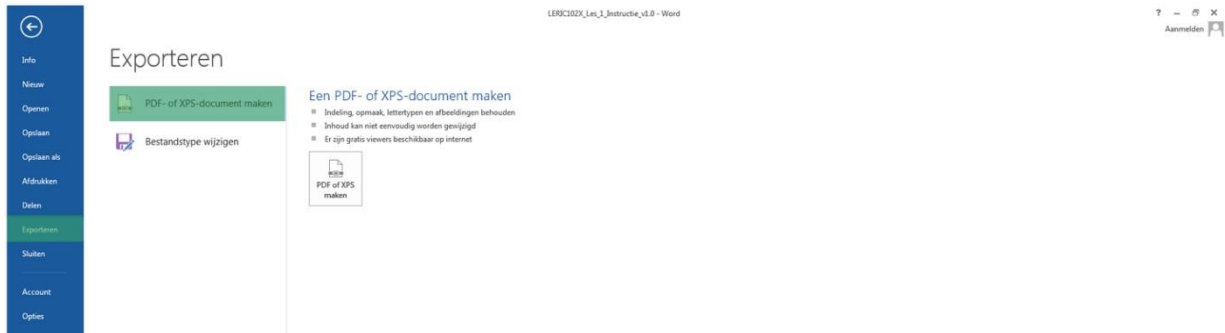 LERIC102X_Les_1_Instructie_v1.0 - Word
?
Aanmelden
Info
Nieuw
Openen
Opslaan
Opslaan als
Afdrukken
Delen
Exporteren
Sluiten
Account
Opties
Exporteren
PDF- of XPS-document maken
Bestandstype wijzigen
Een PDF- of XPS-document maken
Indeling, opmaak, lettertypen en afbeeldingen behouden
Inhoud kan niet eenvoudig worden gewijzigd
Er zijn gratis viewers beschikbaar op internet
PDF of XPS
maken